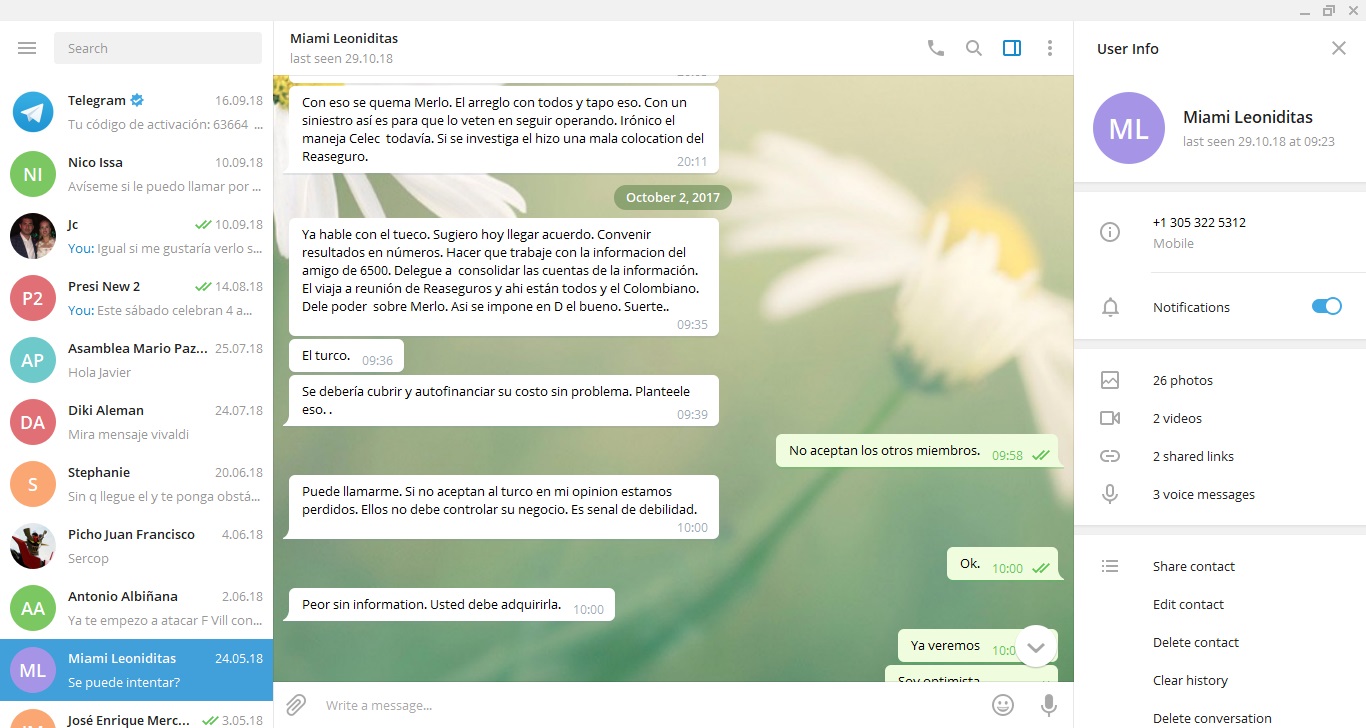 Search
Telegram 16.09.18
Tu código de activación: 63664 ...
NI
Nico Issa 10.09.18
Avíseme si le puedo llamar por ...
Jc 10.09.18
You: Igual si me gustaría verlo s...
P2
Presi New 2 14.08.18
You: Este sábado celebran 4 a...
AP
Asamblea Mario Paz... 25.07.18
Hola Javier
DA
Diki Aleman 24.07.18
Mira mensaje vivaldi
S
Stephanie 20.06.18
Sin q llegue el y te ponga obstá...
Picho Juan Francisco 4.06.18
Sercop
AA
Antonio Albiñana 2.06.18
Ya te empezo a atacar F Vill con...
ML
Miami Leoniditas 24.05.18
Se puede intentar?
José Enrique Merc... 3.05.18
Miami Leoniditas
last seen 29.10.18
Con eso se quema Merlo. El arreglo con todos y tapo eso. Con un
siniestro así es para que lo veten en seguir operando. Irónico el
maneja Celec todavía. Si se investiga el hizo una mala colocation del
Reaseguro. 20:11
October 2, 2017
Ya hable con el tueco. Sugiero hoy llegar acuerdo. Convenir
resultados en números. Hacer que trabaje con la informacion del
amigo de 6500. Delegue a consolidar las cuentas de la información.
El viaja a reunión de Reaseguros y ahi están todos y el Colombiano.
Dele poder sobre Merlo. Asi se impone en D el bueno. Suerte..
09:35
El turco. 09:36
Se debería cubrir y autofinanciar su costo sin problema. Planteele
eso. . 09:39
No aceptan los otros miembros. 09:58
Puede llamarme. Si no aceptan al turco en mi opinion estamos
perdidos. Ellos no debe controlar su negocio. Es senal de debilidad.
10:00
Ok. 10:00
Peor sin information. Usted debe adquirirla. 10:00
Ya veremos
Soy optimista
Write a message...
User Info
ML
Miami Leoniditas
last seen 29.10.18 at 09:23
+1 305 322 5312
Mobile
Notifications
26 photos
2 videos
2 shared links
3 voice messages
Share contact
Edit contact
Delete contact
Clear history
Delete conversation